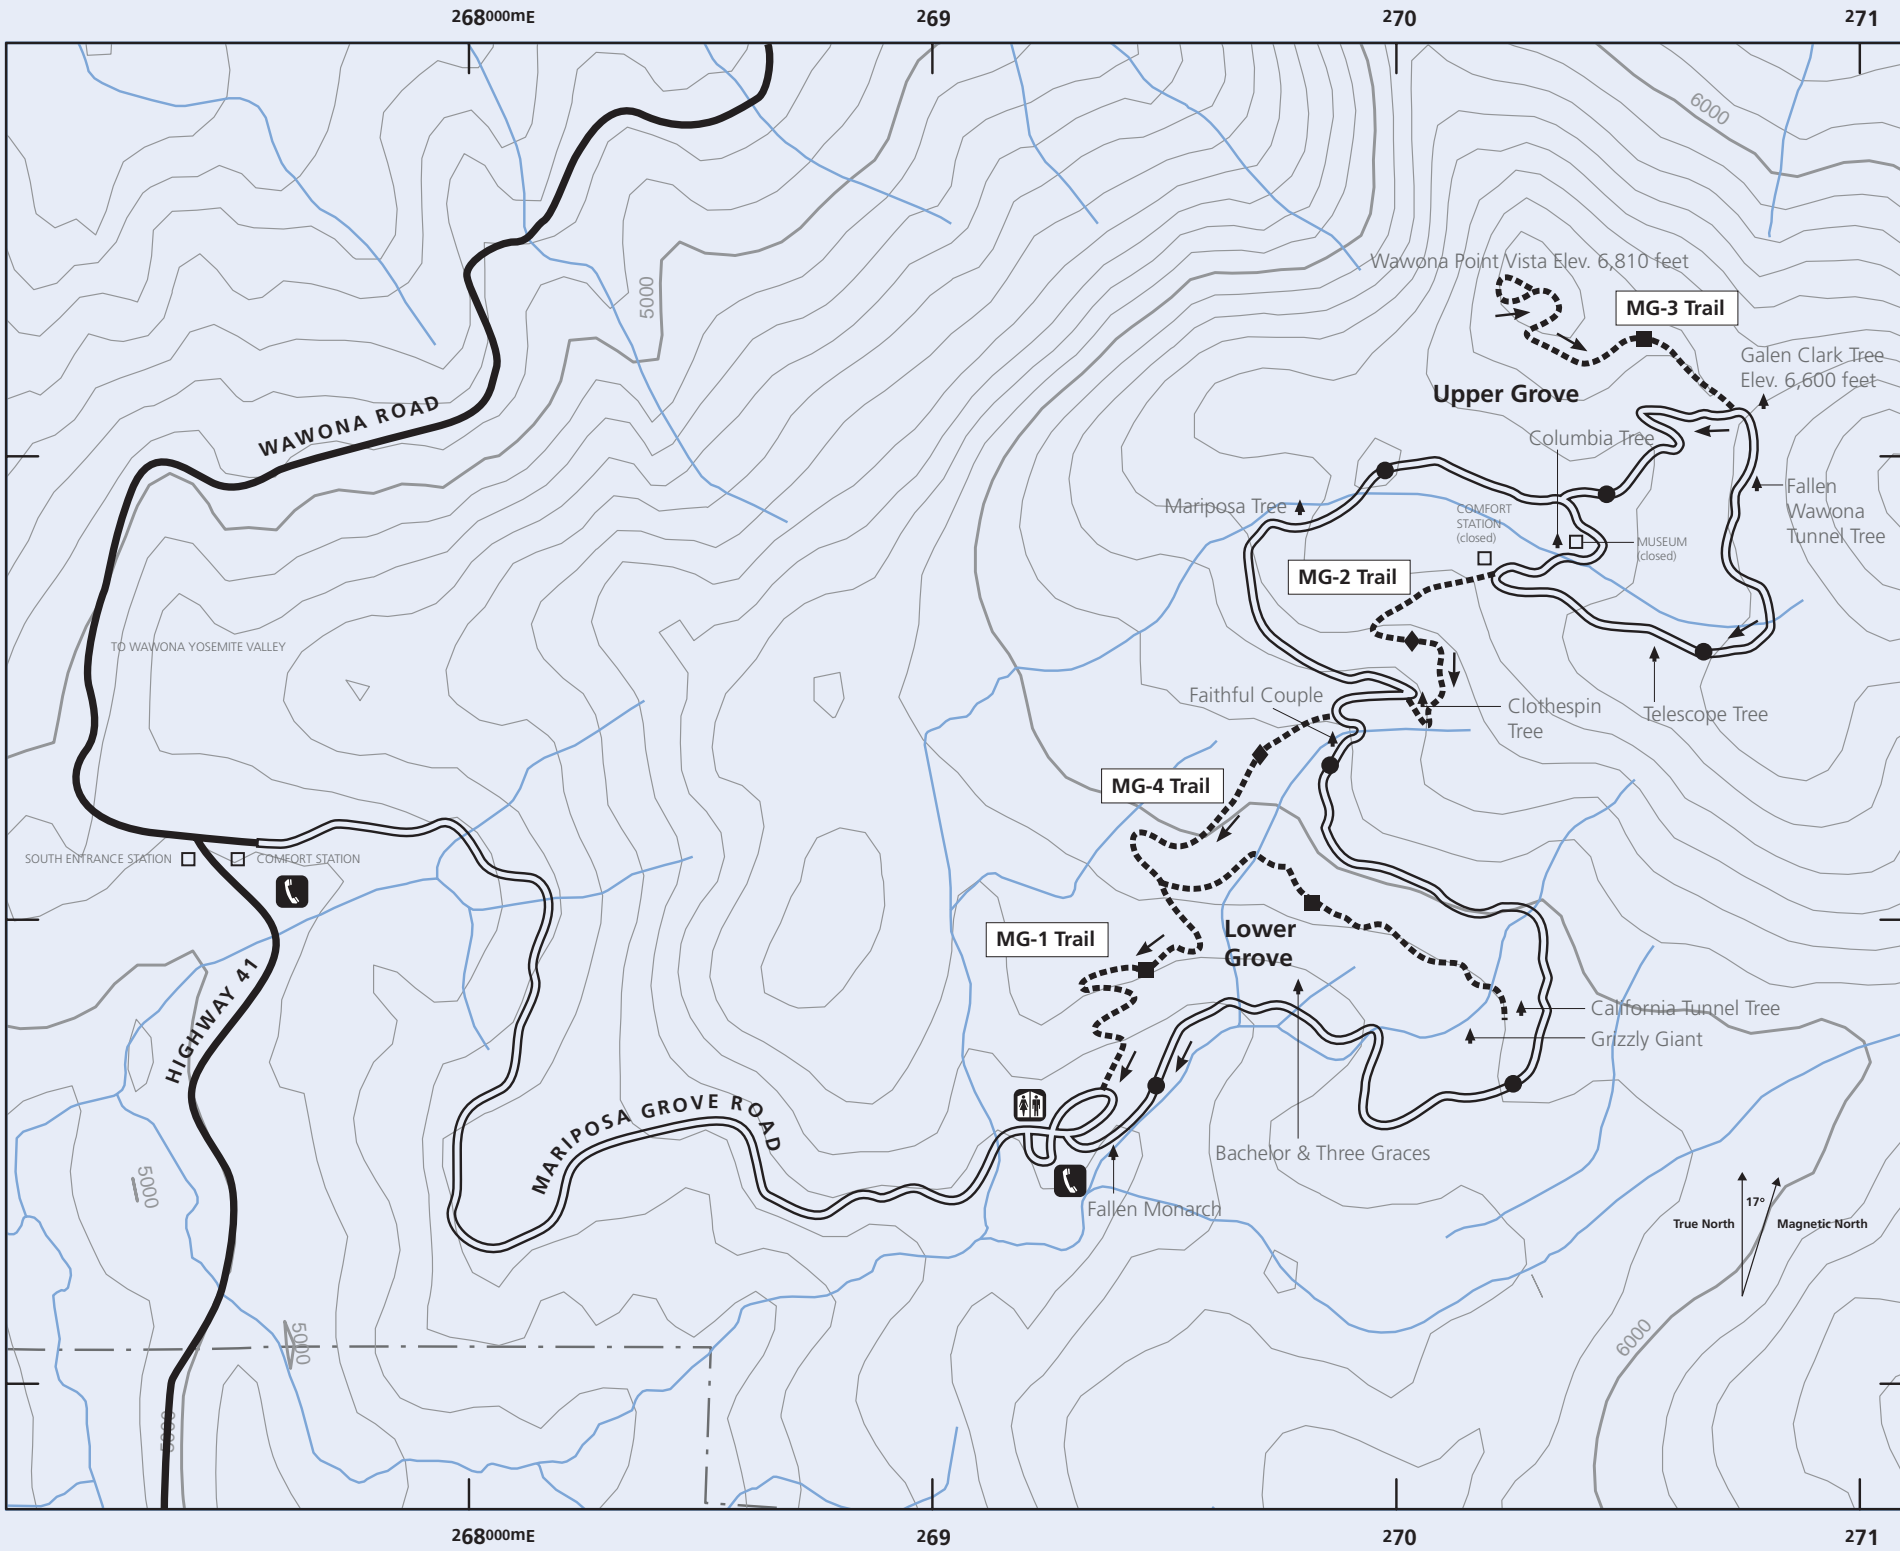 268000mE 269 270 271
6000
Wawona Point Vista Elev. 6,810 feet
5000
MG-3 Trail
Galen Clark Tree
Elev. 6,600 feet
Upper Grove
WAWONA ROAD
Columbia Tree
Fallen
Wawona
Tunnel Tree
Mariposa Tree
COMFORT
STATION
(closed)
MUSEUM
(closed)
MG-2 Trail
TO WAWONA YOSEMITE VALLEY
Faithful Couple
Clothespin
Tree
Telescope Tree
MG-4 Trail
SOUTH ENTRANCE STATION
COMFORT STATION
MG-1 Trail
Lower
Grove
HIGHWAY 41
California Tunnel Tree
Grizzly Giant
MARIPOSA GROVE ROAD
Bachelor & Three Graces
5000
Fallen Monarch
17°
True North
Magnetic North
5000
6000
5000
268000mE 269 270 271